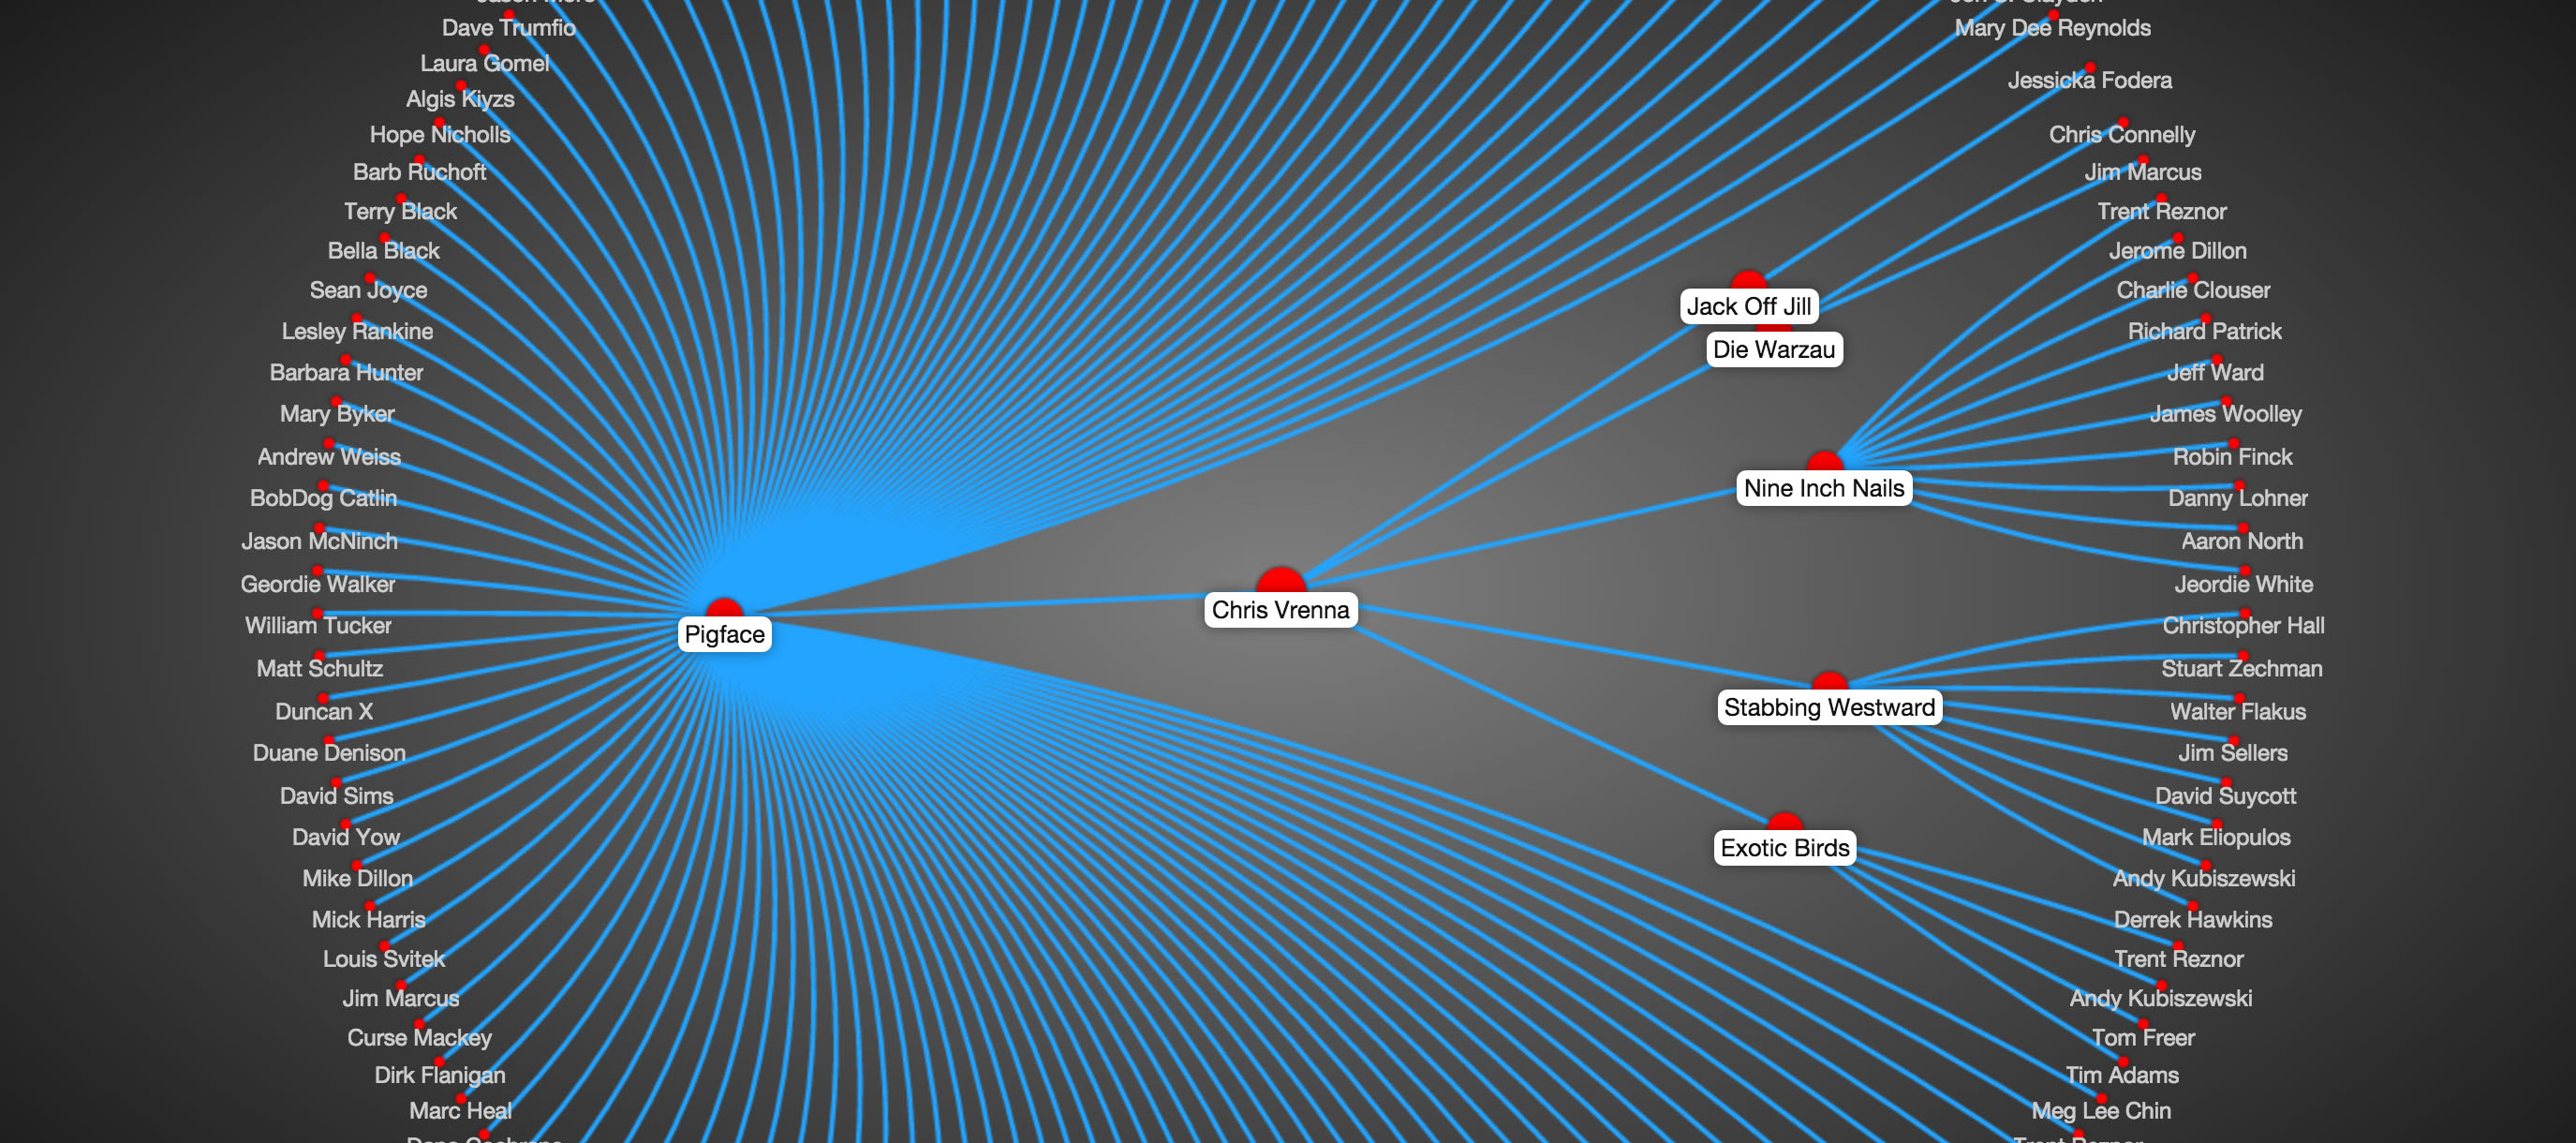 Dave Trumfio
Laura Gomel
Algis Kiyzs
Hope Nicholls
Barb Ruchoft
Terry Black
Bella Black
Sean Joyce
Lesley Rankine
Barbara Hunter
Mary Byker
Andrew Weiss
BobDog Catlin
Jason McNinch
Geordie Walker
William Tucker
Matt Schultz
Duncan X
Duane Denison
David Sims
David Yow
Mike Dillon
Mick Harris
Louis Svitek
Jim Marcus
Curse Mackey
Dirk Flanigan
Marc Heal
Pigface
Chris Vrenna
Jack Off Jill
Die Warzau
Nine Inch Nails
Stabbing Westward
Exotic Birds
Mary Dee Reynolds
Jessicka Fodera
Chris Connelly
Jim Marcus
Trent Reznor
Jerome Dillon
Charlie Clouser
Richard Patrick
Jeff Ward
James Woolley
Robin Finck
Danny Lohner
Aaron North
Jeordie White
Christopher Hall
Stuart Zechman
Walter Flakus
Jim Sellers
David Suycott
Mark Eliopulos
Andy Kubiszewski
Derrek Hawkins
Trent Reznor
Andy Kubiszewski
Tom Freer
Tim Adams
Meg Lee Chin
Trent Reznor